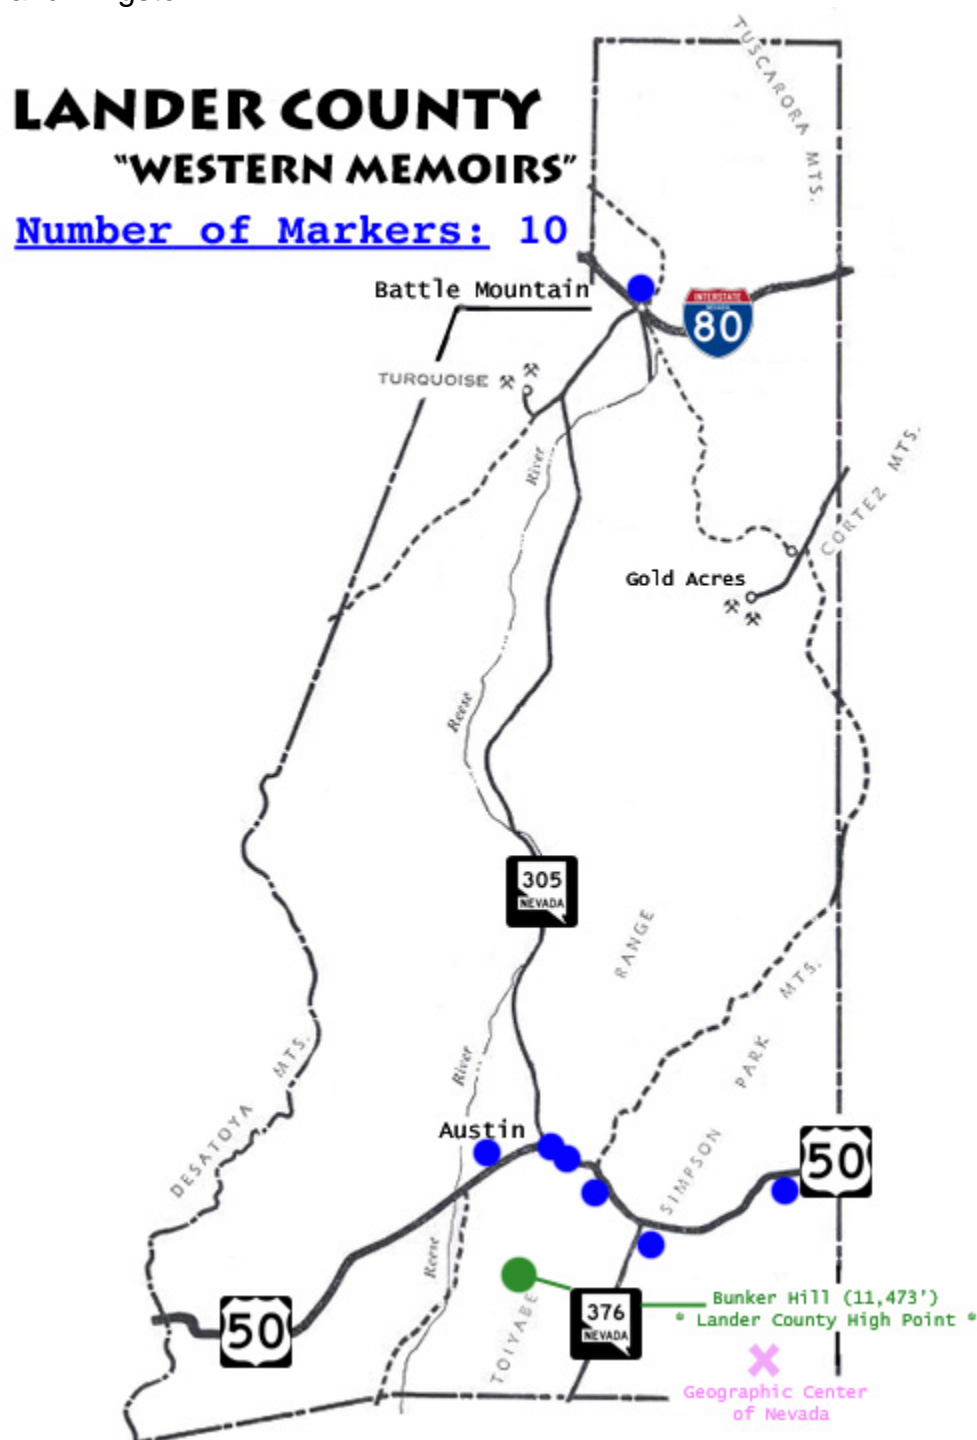 LANDER COUNTY
"WESTERN MEMOIRS"
Number of Markers: 10
TUSCARORA MTS.
Battle Mountain
INTERSTATE
NEVADA
80
TURQUOISE
River
CORTEZ MTS.
Gold Acres
Reese
305
NEVADA
RANGE
MTS.
PARK
SIMPSON
River
DESATOYA MTS.
Austin
50
Reese
50
TOIYABE
376
NEVADA
Bunker Hill (11,473')
* Lander County High Point *
Geographic Center
of Nevada